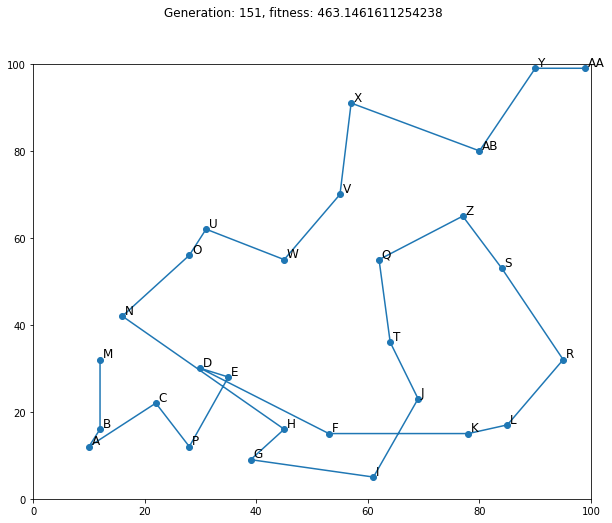 Generation: 151, fitness: 463.1461611254238
100
80
60
40
20
0
0
20
40
60
80
100
Y
AA
X
AB
V
Z
U
O
W
Q
S
N
T
M
D
E
R
C
J
B
H
F
K
L
A
P
G
I